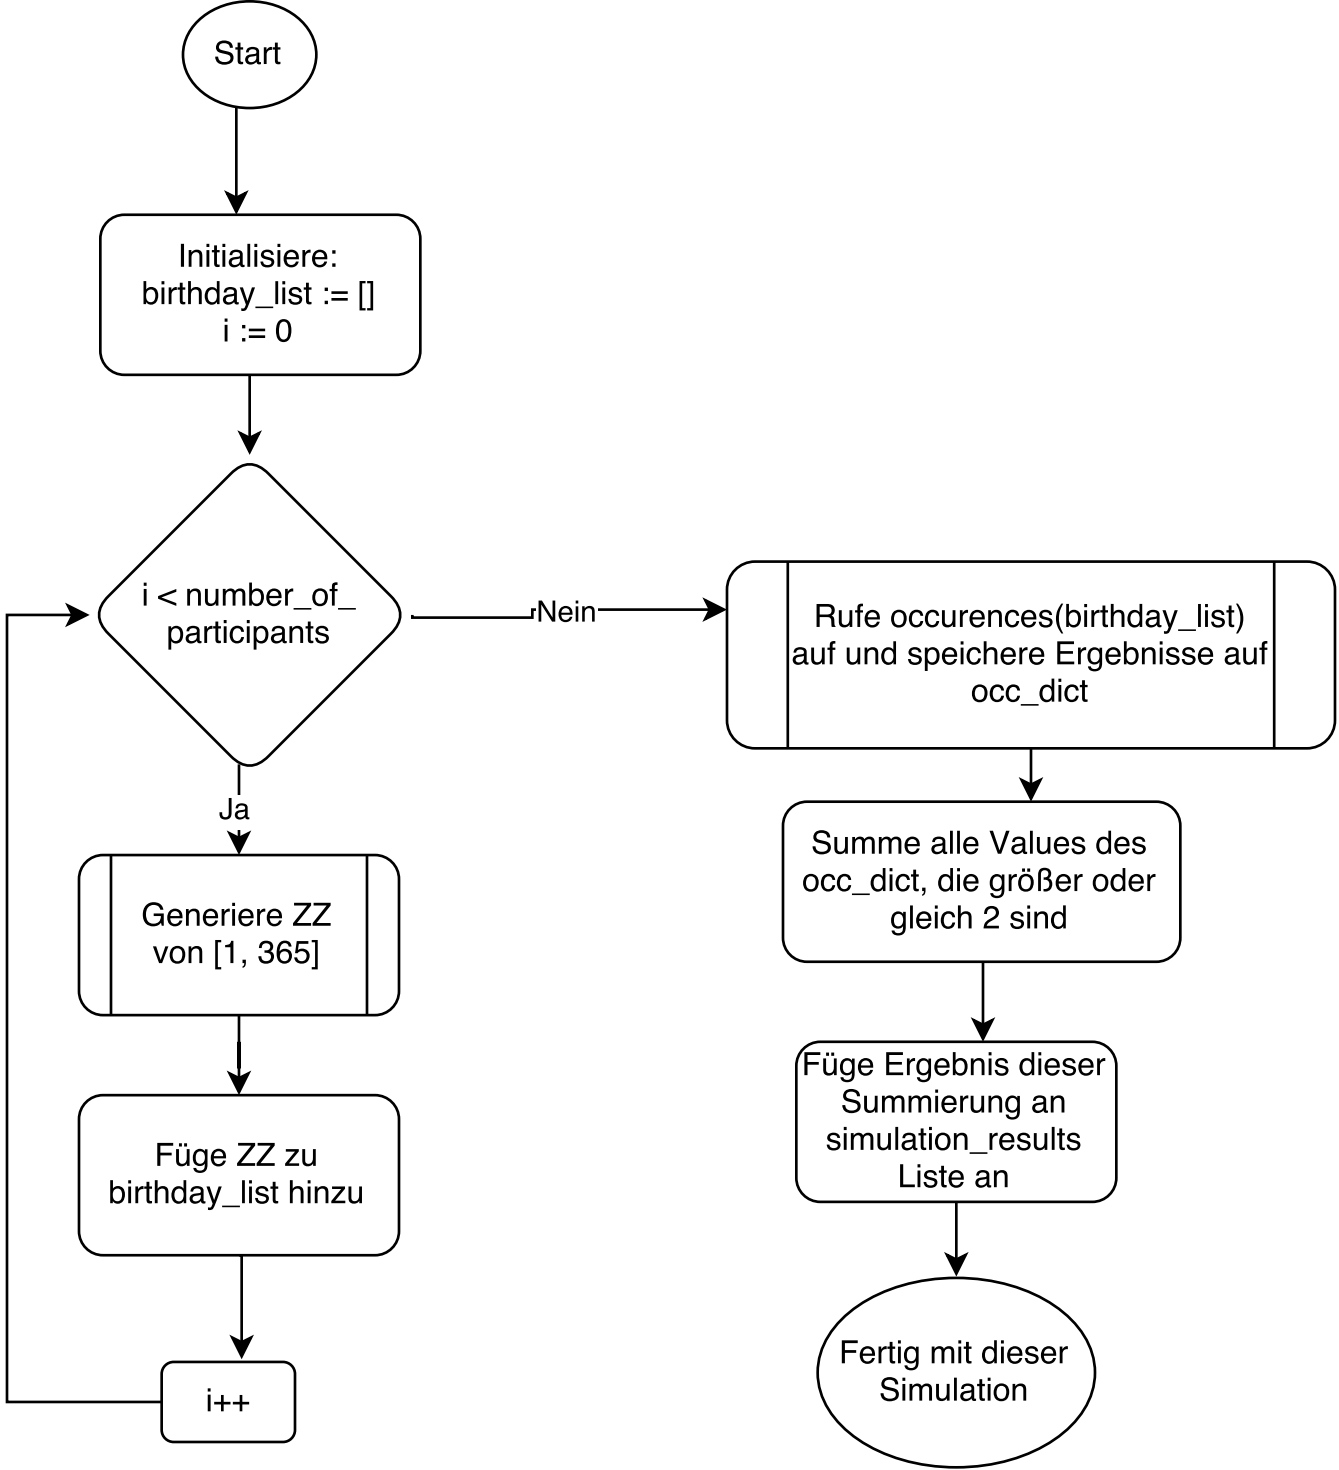 Start
Initialisiere:
birthday_list := []
i := 0
i < number_of_
participants
Nein
Ja
Generiere ZZ
von [1, 365]
Füge ZZ zu
birthday_list hinzu
i++
Rufe occurences(birthday_list)
auf und speichere Ergebnisse auf
occ_dict
Summe alle Values des
occ_dict, die größer oder
gleich 2 sind
Füge Ergebnis dieser
Summierung an
simulation_results
Liste an
Fertig mit dieser
Simulation